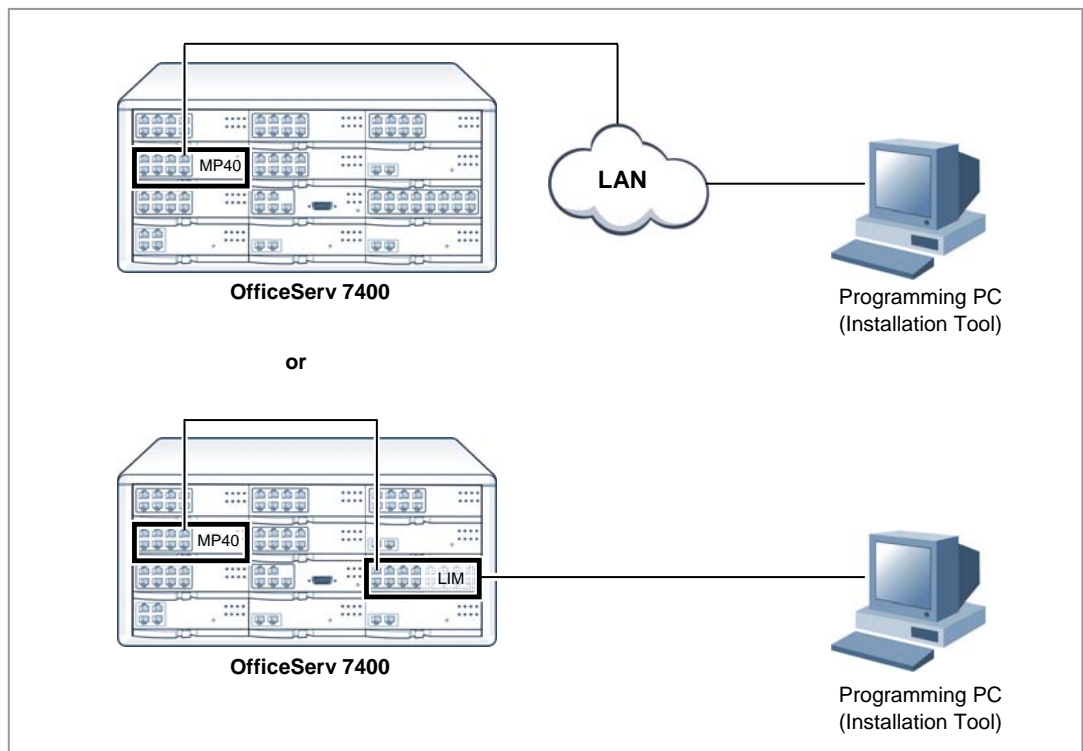 MP40
LAN
OfficeServ 7400
Programming PC
(Installation Tool)
or
MP40
LIM
OfficeServ 7400
Programming PC
(Installation Tool)